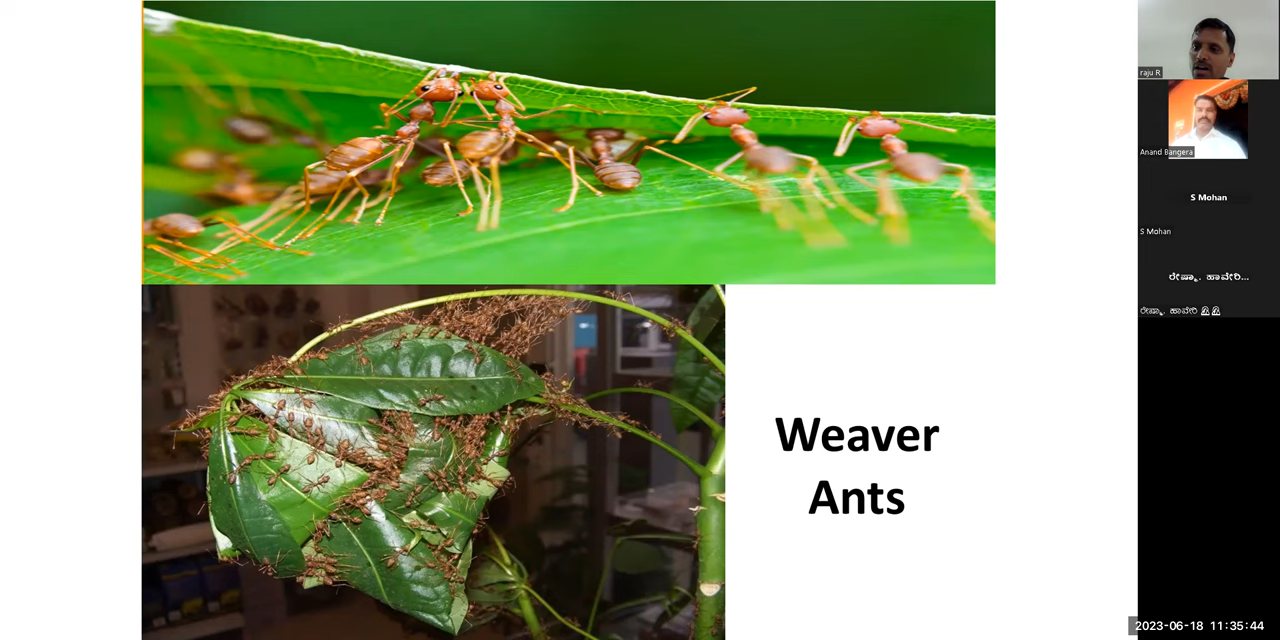 Weaver
Ants
raju R
Anand Bangera
S Mohan
S Mohan
ರೇಷ್ಮಾ. ಹಾವೇರಿ...
ರೇಷ್ಮಾ. ಹಾವೇರಿ 🙏🙏
2023-06-18 11:35:44